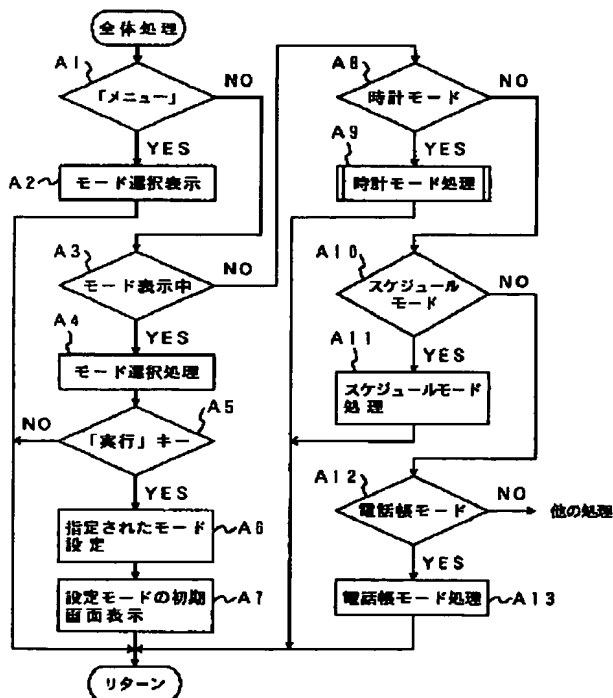 全体処理
A1
「メニュー」
NO
YES
A2
モード選択表示
A3
モード表示中
NO
YES
A4
モード選択処理
A5
「実行」キー
NO
YES
指定されたモード
設定
A6
設定モードの初期
画面表示
A7
リターン
A8
時計モード
NO
YES
A9
時計モード処理
A10
スケジュール
モード
NO
YES
A11
スケジュールモード
処理
A12
電話帳モード
NO
他の処理
YES
電話帳モード処理
A13